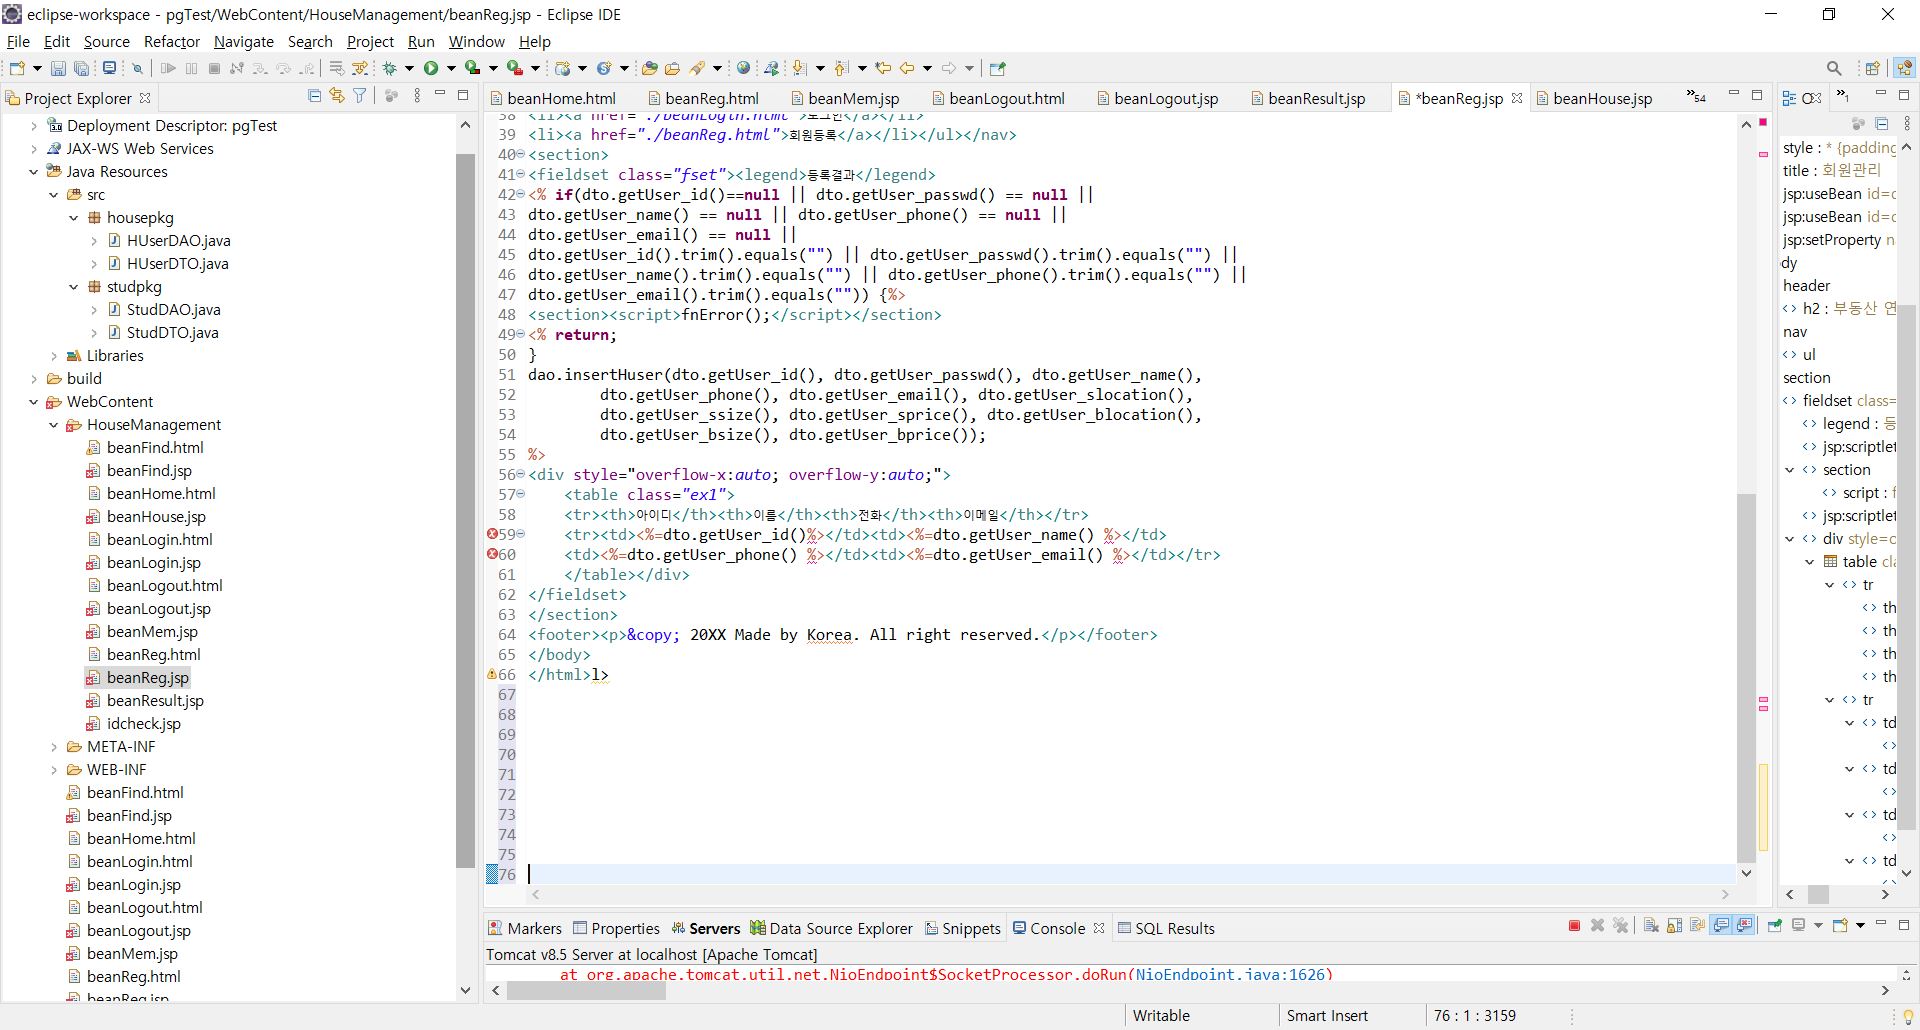 eclipse-workspace - pgTest/WebContent/HouseManagement/beanReg.jsp - Eclipse IDE
File Edit Source Refactor Navigate Search Project Run Window Help
Project Explorer
Deployment Descriptor: pgTest
JAX-WS Web Services
Java Resources
src
housepkg
HUserDAO.java
HUserDTO.java
studpkg
StudDAO.java
StudDTO.java
Libraries
build
WebContent
HouseManagement
beanFind.html
beanFind.jsp
beanHome.html
beanHouse.jsp
beanLogin.html
beanLogin.jsp
beanLogout.html
beanLogout.jsp
beanMem.jsp
beanReg.html
beanReg.jsp
beanResult.jsp
idcheck.jsp
META-INF
WEB-INF
beanFind.html
beanFind.jsp
beanHome.html
beanLogin.html
beanLogin.jsp
beanLogout.html
beanLogout.jsp
beanMem.jsp
beanReg.html
beanReg.jsp
beanHome.html beanReg.html beanMem.jsp beanLogout.html beanLogout.jsp beanResult.jsp *beanReg.jsp beanHouse.jsp »54
38 <li><a href="./beanLogin.html">로그인</a></li>
39 <li><a href="./beanReg.html">회원등록</a></li></ul></nav>
40 <section>
41 <fieldset class="fset"><legend>등록결과</legend>
42 <% if(dto.getUser_id()==null || dto.getUser_passwd() == null ||
43 dto.getUser_name() == null || dto.getUser_phone() == null ||
44 dto.getUser_email() == null ||
45 dto.getUser_id().trim().equals("") || dto.getUser_passwd().trim().equals("") ||
46 dto.getUser_name().trim().equals("") || dto.getUser_phone().trim().equals("") ||
47 dto.getUser_email().trim().equals("")) {%>
48 <section><script>fnError();</script></section>
49 <% return;
50 }
51 dao.insertHuser(dto.getUser_id(), dto.getUser_passwd(), dto.getUser_name(),
52 dto.getUser_phone(), dto.getUser_email(), dto.getUser_slocation(),
53 dto.getUser_ssize(), dto.getUser_sprice(), dto.getUser_blocation(),
54 dto.getUser_bsize(), dto.getUser_bprice());
55 %>
56 <div style="overflow-x:auto; overflow-y:auto;">
57 <table class="ex1">
58 <tr><th>아이디</th><th>이름</th><th>전화</th><th>이메일</th></tr>
59 <tr><td><%=dto.getUser_id()%></td><td><%=dto.getUser_name() %></td>
60 <td><%=dto.getUser_phone() %></td><td><%=dto.getUser_email() %></td></tr>
61 </table></div>
62 </fieldset>
63 </section>
64 <footer><p>&copy; 20XX Made by Korea. All right reserved.</p></footer>
65 </body>
66 </html>l>
67
68
69
70
71
72
73
74
75
76
»1
style : * {padding
title : 회원관리
jsp:useBean id=
jsp:useBean id=
jsp:setProperty n
dy
header
h2 : 부동산 연
nav
ul
section
fieldset class=
legend : 등
jsp:scriptlet
section
script : f
jsp:scriptlet
div style=o
table cla
tr
th
th
th
th
tr
td
td
td
td
Markers Properties Servers Data Source Explorer Snippets Console SQL Results
Tomcat v8.5 Server at localhost [Apache Tomcat]
at org.apache.tomcat.util.net.NioEndpoint$SocketProcessor.doRun(NioEndpoint.java:1626)
Writable Smart Insert 76 : 1 : 3159